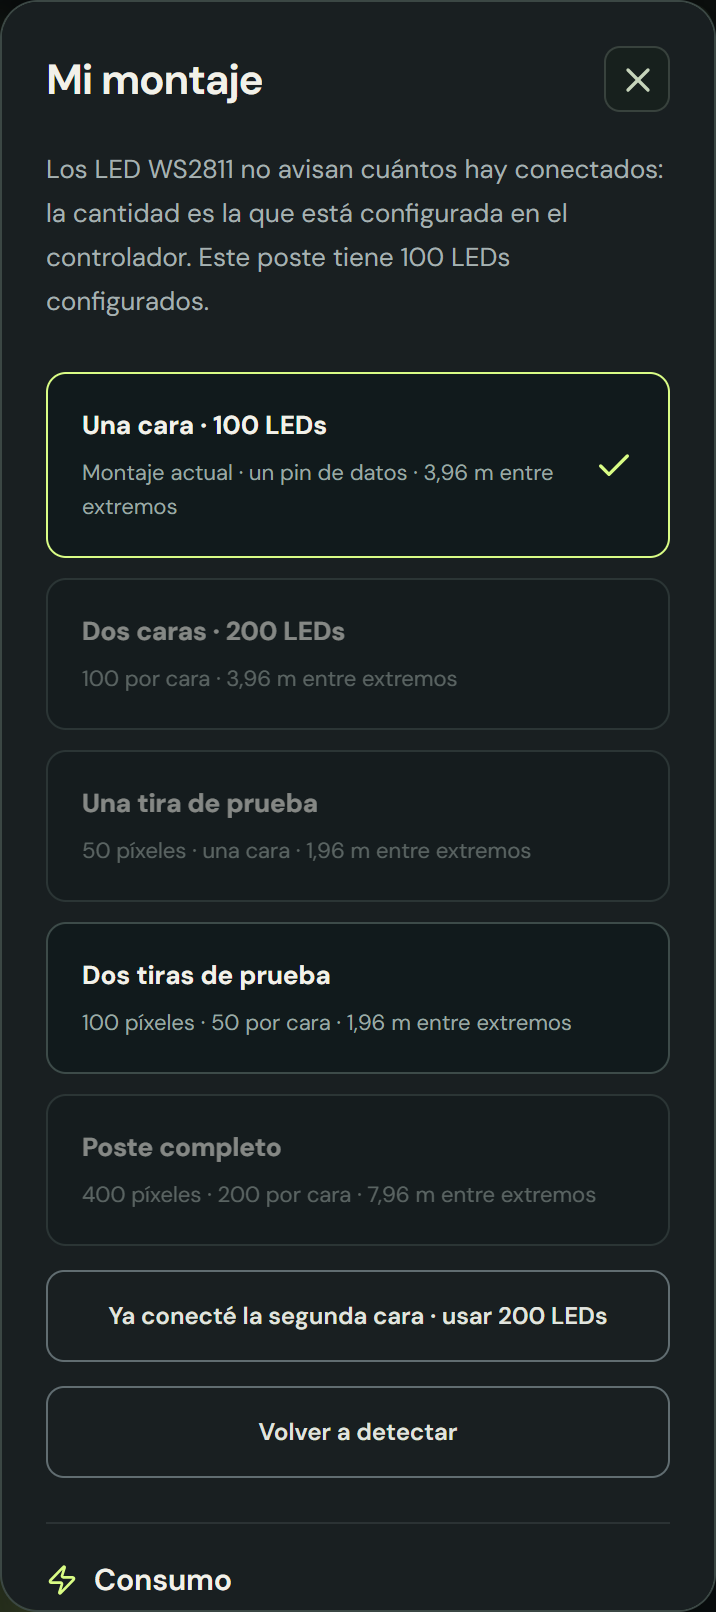 Mi montaje
Los LED WS2811 no avisan cuántos hay conectados:
la cantidad es la que está configurada en el
controlador. Este poste tiene 100 LEDs
configurados.
Una cara · 100 LEDs
Montaje actual · un pin de datos · 3,96 m entre
extremos
Dos caras · 200 LEDs
100 por cara · 3,96 m entre extremos
Una tira de prueba
50 píxeles · una cara · 1,96 m entre extremos
Dos tiras de prueba
100 píxeles · 50 por cara · 1,96 m entre extremos
Poste completo
400 píxeles · 200 por cara · 7,96 m entre extremos
Ya conecté la segunda cara · usar 200 LEDs
Volver a detectar
Consumo